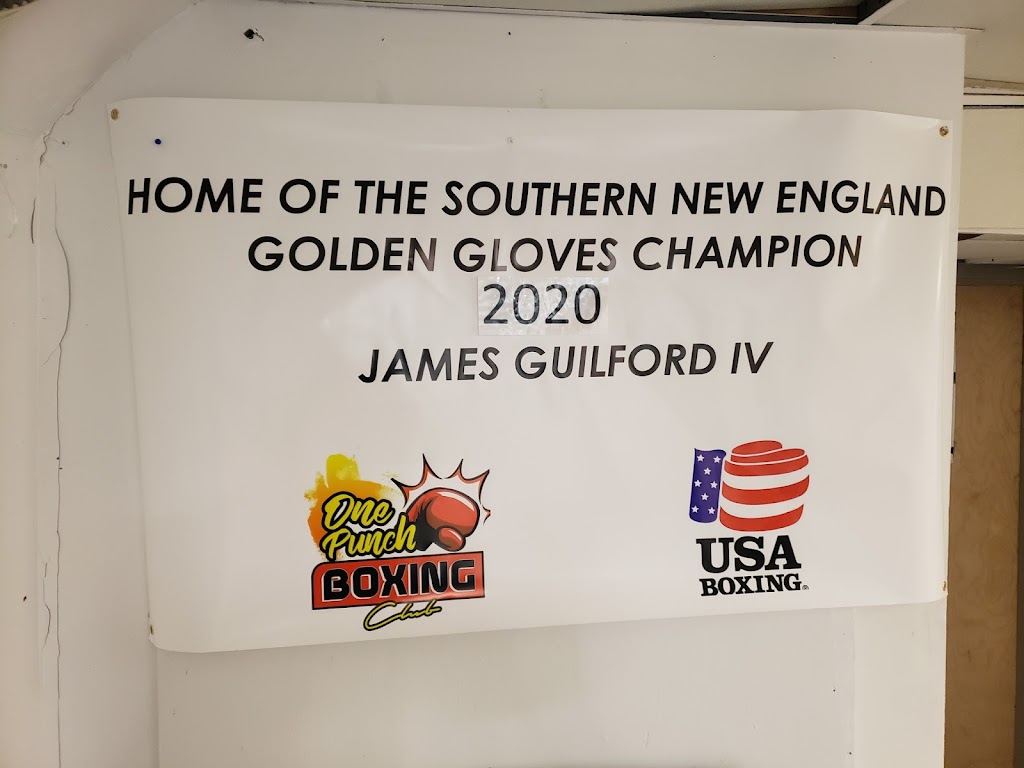 HOME OF THE SOUTHERN NEW ENGLAND
GOLDEN GLOVES CHAMPION
2020
JAMES GUILFORD IV
One
Punch
BOXING
Club
USA
BOXING®